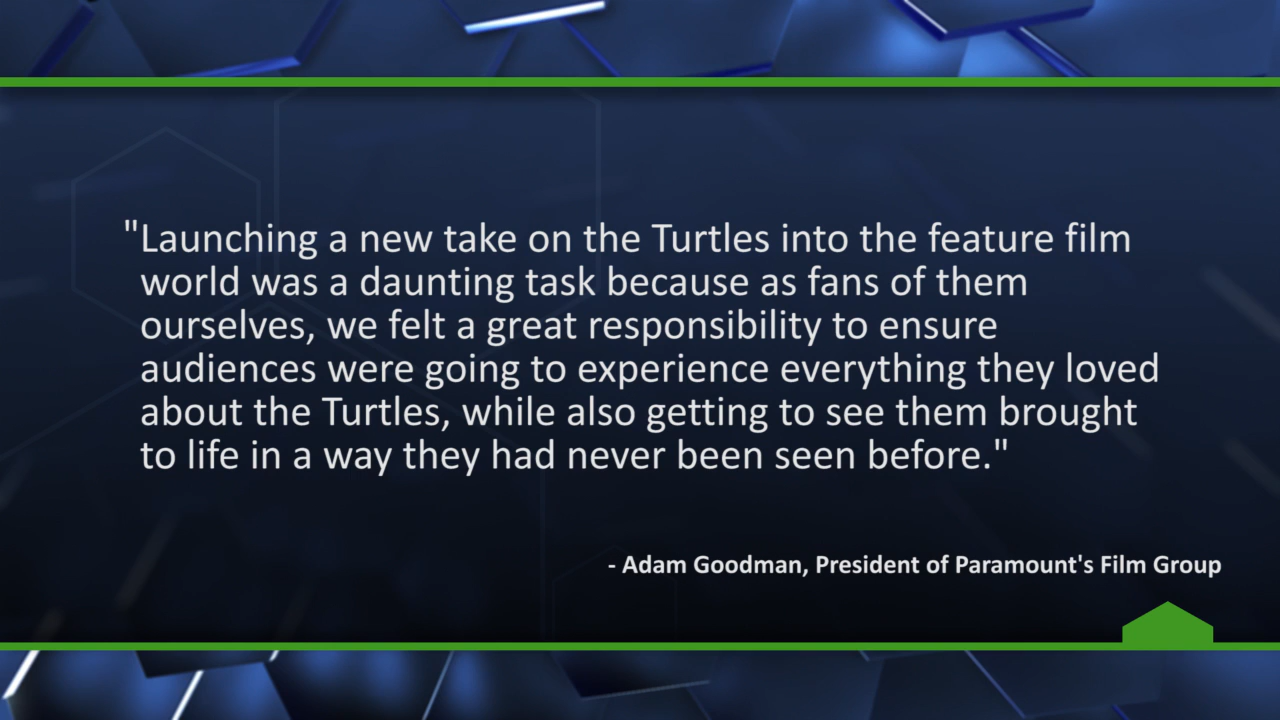 "Launching a new take on the Turtles into the feature film
world was a daunting task because as fans of them
ourselves, we felt a great responsibility to ensure
audiences were going to experience everything they loved
about the Turtles, while also getting to see them brought
to life in a way they had never been seen before."
- Adam Goodman, President of Paramount's Film Group